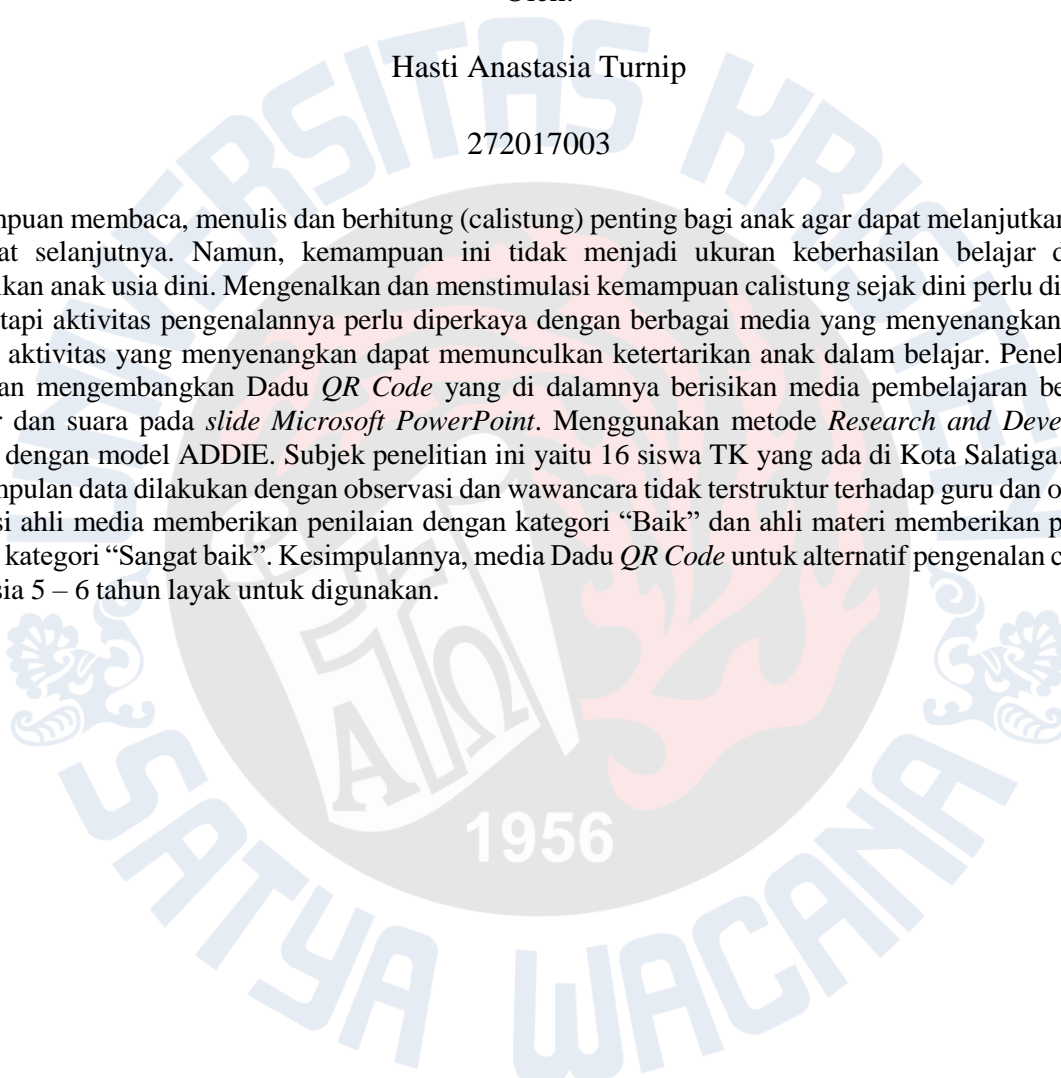 Oleh:
Hasti Anastasia Turnip
272017003
mpuan membaca, menulis dan berhitung (calistung) penting bagi anak agar dapat melanjutkan
at selanjutnya. Namun, kemampuan ini tidak menjadi ukuran keberhasilan belajar d
ikan anak usia dini. Mengenalkan dan menstimulasi kemampuan calistung sejak dini perlu di
tapi aktivitas pengenalannya perlu diperkaya dengan berbagai media yang menyenangkan
aktivitas yang menyenangkan dapat memunculkan ketertarikan anak dalam belajar. Penel
an mengembangkan Dadu QR Code yang di dalamnya berisikan media pembelajaran be
r dan suara pada slide Microsoft PowerPoint. Menggunakan metode Research and Deve
dengan model ADDIE. Subjek penelitian ini yaitu 16 siswa TK yang ada di Kota Salatiga.
mpulan data dilakukan dengan observasi dan wawancara tidak terstruktur terhadap guru dan o
si ahli media memberikan penilaian dengan kategori “Baik” dan ahli materi memberikan p
kategori “Sangat baik”. Kesimpulannya, media Dadu QR Code untuk alternatif pengenalan c
sia 5 – 6 tahun layak untuk digunakan.
UNIVERSITAS KRISTEN
1956
SATYA WACANA